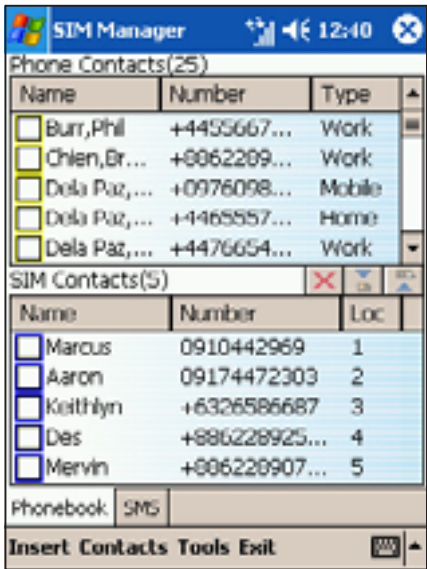 SIM Manager 12:40
Phone Contacts(25)
Name Number Type
Burr,Phil +4455667... Work
Chien,Br... +8862289... Work
Dela Paz,... +0976098... Mobile
Dela Paz,... +4465557... Home
Dela Paz,... +4476654... Work
SIM Contacts(5)
Name Number Loc
Marcus 0910442969 1
Aaron 09174472303 2
Keithlyn +6326586687 3
Des +886228925... 4
Mervin +886228907... 5
Phonebook SMS
Insert Contacts Tools Exit